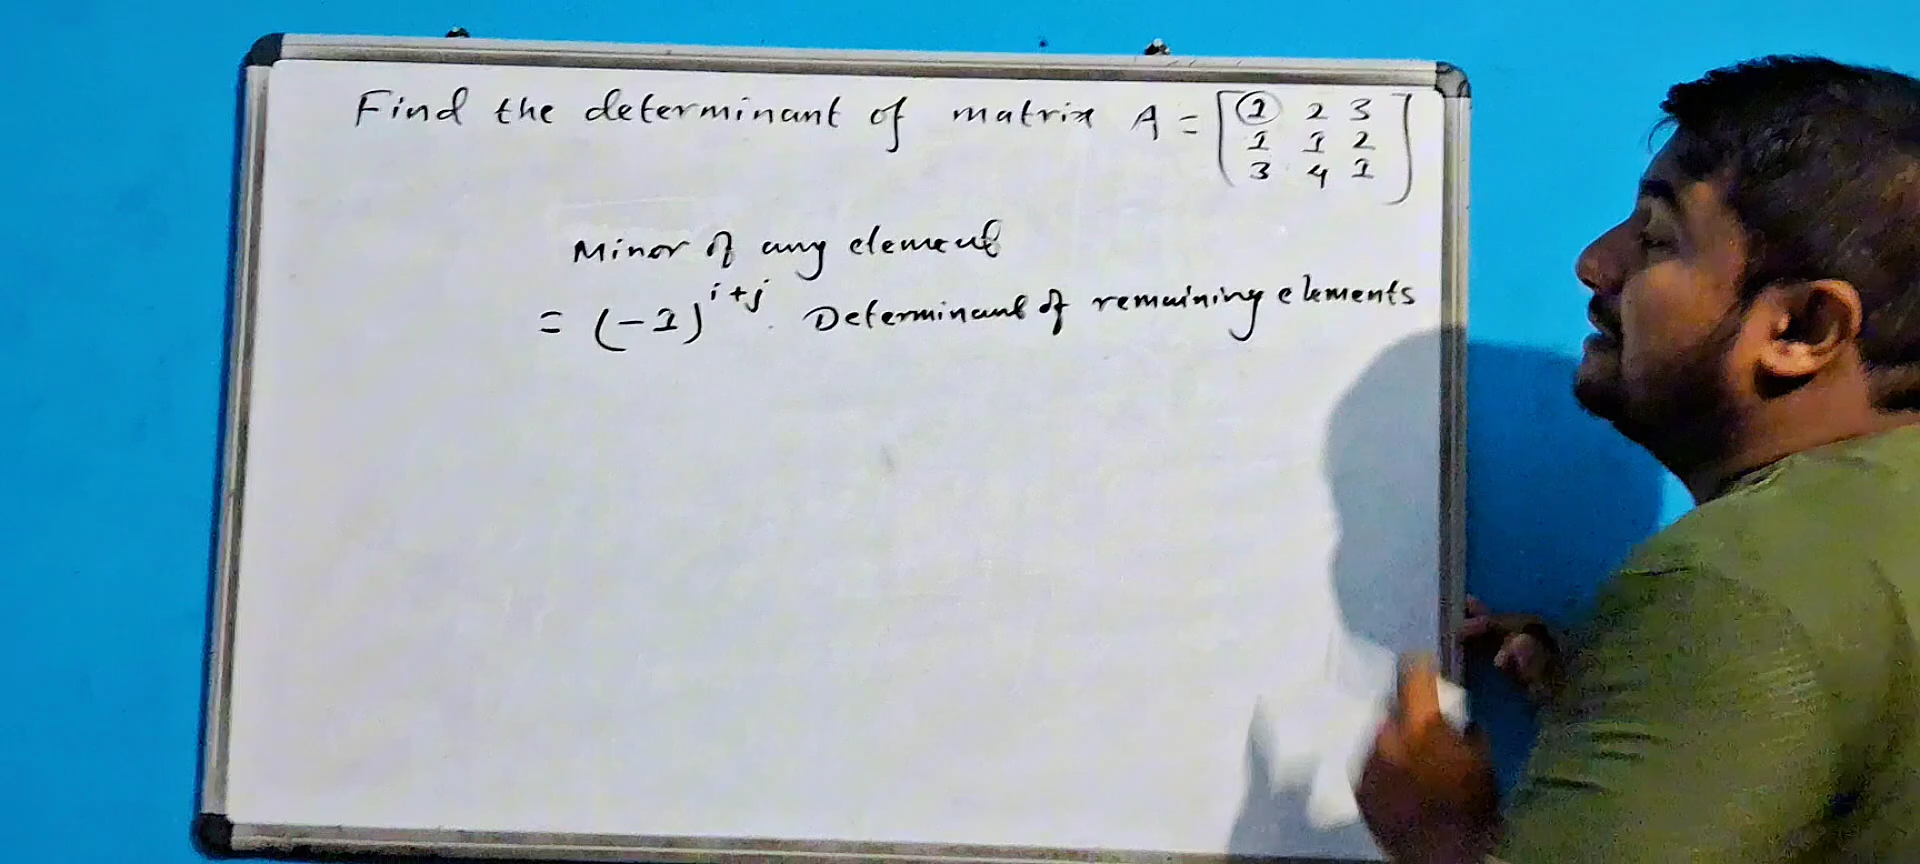 Find the determinant of matrix A = [1 2 3
1 1 2
3 4 1]
Minor of any element
= (-1)^{i+j}. Determinant of remaining elements